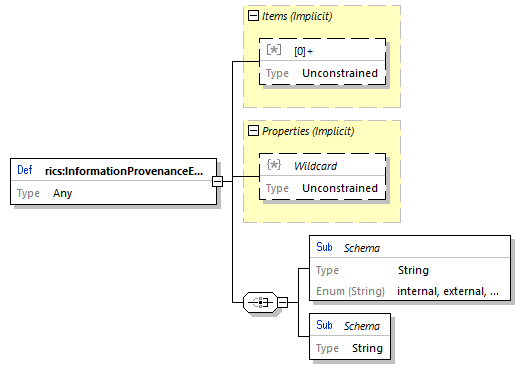 Items (Implicit)
[*] [0]+
Type Unconstrained
Properties (Implicit)
{*} Wildcard
Type Unconstrained
Def rics:InformationProvenanceE...
Type Any
Sub Schema
Type String
Enum (String) internal, external, ...
Sub Schema
Type String